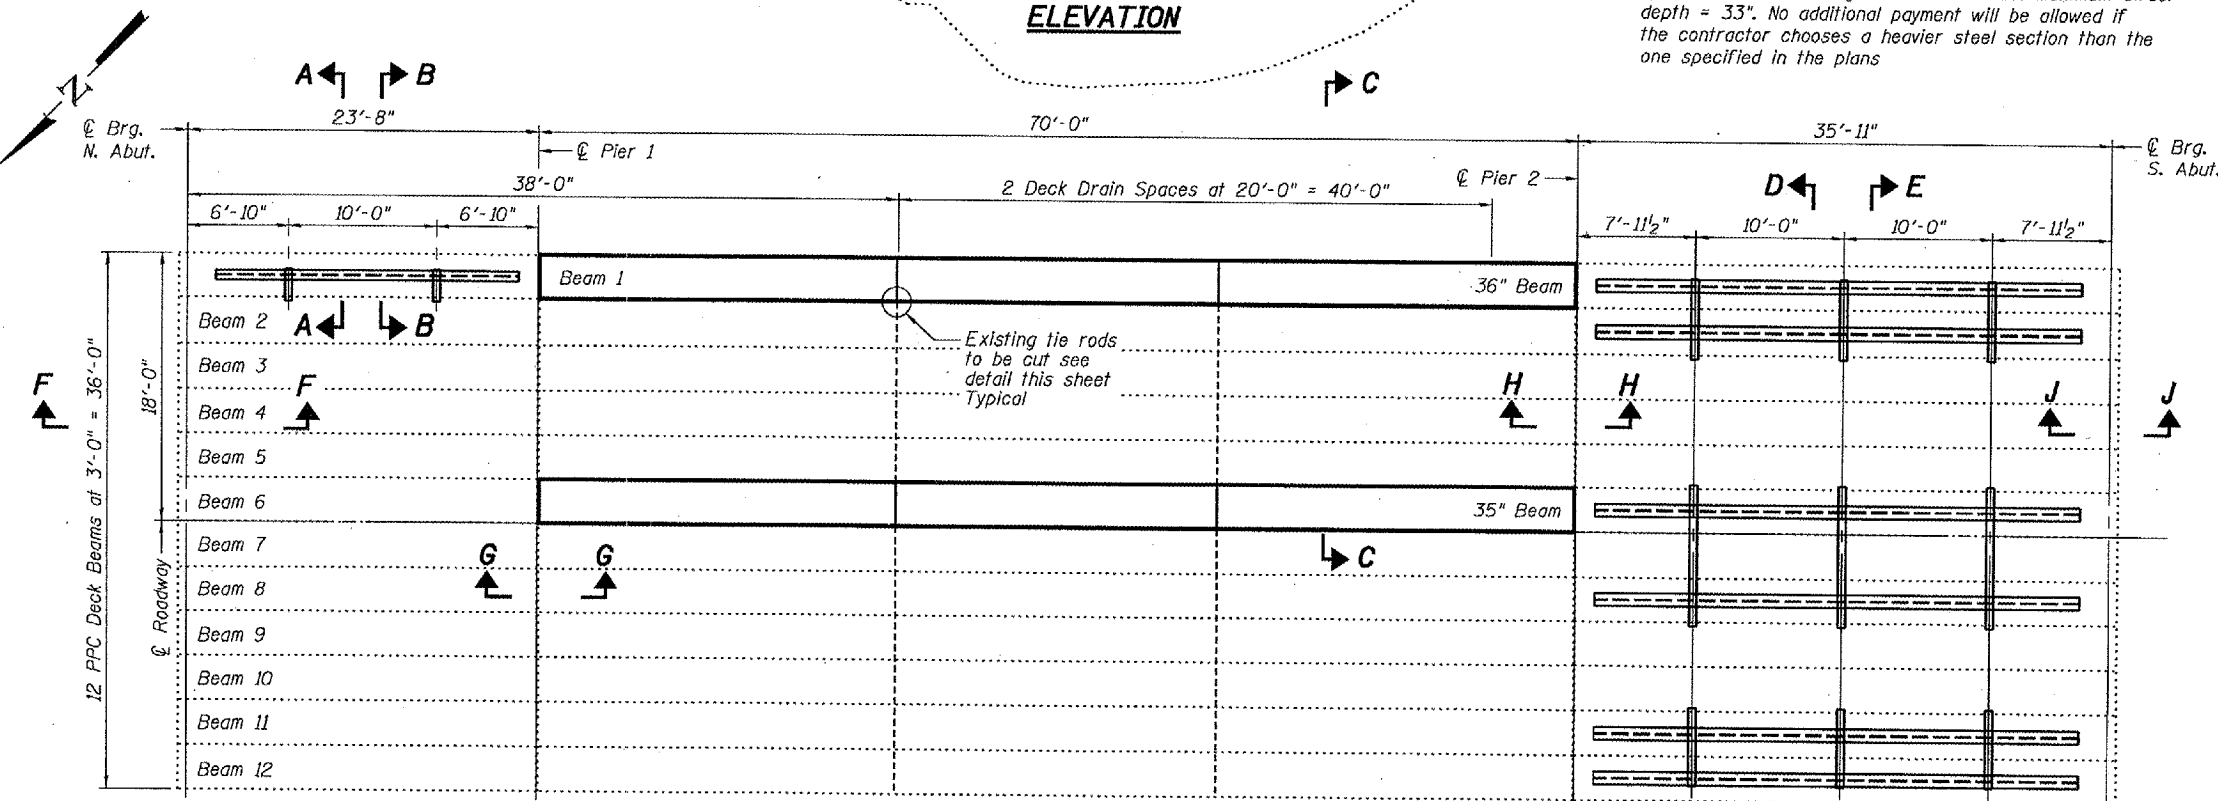 ELEVATION
depth = 33". No additional payment will be allowed if
the contractor chooses a heavier steel section than the
one specified in the plans
N
A
B
C
℄ Brg.
N. Abut.
23'-8"
70'-0"
35'-11"
℄ Brg.
S. Abut.
℄ Pier 1
38'-0"
2 Deck Drain Spaces at 20'-0" = 40'-0"
℄ Pier 2
D
E
6'-10"
10'-0"
6'-10"
7'-11½"
10'-0"
10'-0"
7'-11½"
Beam 1
36" Beam
Beam 2
A
B
Existing tie rods
to be cut see
detail this sheet
Typical
Beam 3
F
F
H
H
J
J
Beam 4
12 PPC Deck Beams at 3'-0" = 36'-0"
18'-0"
Beam 5
Beam 6
35" Beam
℄ Roadway
Beam 7
G
G
C
Beam 8
Beam 9
Beam 10
Beam 11
Beam 12